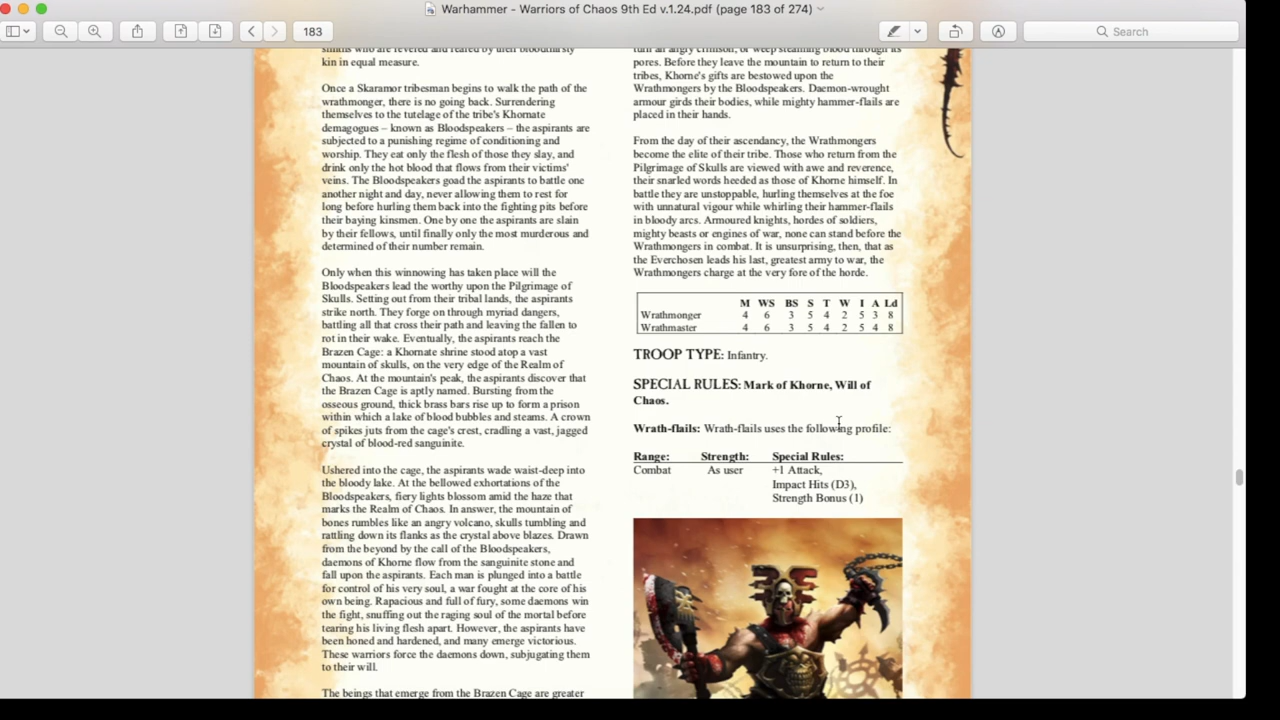 Warhammer - Warriors of Chaos 9th Ed v.1.24.pdf (page 183 of 274)
183
Search
kin in equal measure.
Once a Skaramor tribesman begins to walk the path of the
wrathmonger, there is no going back. Surrendering
themselves to the tutelage of the tribe's Khornate
demagogues – known as Bloodspeakers – the aspirants are
subjected to a punishing regime of conditioning and
worship. They eat only the flesh of those they slay, and
drink only the hot blood that flows from their victims'
veins. The Bloodspeakers goad the aspirants to battle one
another night and day, never allowing them to rest for
long before hurling them back into the fighting pits before
their baying kinsmen. One by one the aspirants are slain
by their fellows, until finally only the most murderous and
determined of their number remain.
Only when this winnowing has taken place will the
Bloodspeakers lead the worthy upon the Pilgrimage of
Skulls. Setting out from their tribal lands, the aspirants
strike north. They forge on through myriad dangers,
battling all that cross their path and leaving the fallen to
rot in their wake. Eventually, the aspirants reach the
Brazen Cage: a Khornate shrine stood atop a vast
mountain of skulls, on the very edge of the Realm of
Chaos. At the mountain's peak, the aspirants discover that
the Brazen Cage is aptly named. Bursting from the
osseous ground, thick brass bars rise up to form a prison
within which a lake of blood bubbles and steams. A crown
of spikes juts from the cage's crest, cradling a vast, jagged
crystal of blood-red sanguinite.
Ushered into the cage, the aspirants wade waist-deep into
the bloody lake. At the bellowed exhortations of the
Bloodspeakers, fiery lights blossom amid the haze that
marks the Realm of Chaos. In answer, the mountain of
bones rumbles like an angry volcano, skulls tumbling and
rattling down its flanks as the crystal above blazes. Drawn
from the beyond by the call of the Bloodspeakers,
daemons of Khorne flow from the sanguinite stone and
fall upon the aspirants. Each man is plunged into a battle
for control of his very soul, a war fought at the core of his
own being. Rapacious and full of fury, some daemons win
the fight, snuffing out the raging soul of the mortal before
tearing his living flesh apart. However, the aspirants have
been honed and hardened, and many emerge victorious.
These warriors force the daemons down, subjugating them
to their will.
The beings that emerge from the Brazen Cage are greater
turn an angry crimson, or weep steaming blood through its
pores. Before they leave the mountain to return to their
tribes, Khorne's gifts are bestowed upon the
Wrathmongers by the Bloodspeakers. Daemon-wrought
armour girds their bodies, while mighty hammer-flails are
placed in their hands.
From the day of their ascendancy, the Wrathmongers
become the elite of their tribe. Those who return from the
Pilgrimage of Skulls are viewed with awe and reverence,
their snarled words heeded as those of Khorne himself. In
battle they are unstoppable, hurling themselves at the foe
with unnatural vigour while whirling their hammer-flails
in bloody arcs. Armoured knights, hordes of soldiers,
mighty beasts or engines of war, none can stand before the
Wrathmongers in combat. It is unsurprising, then, that as
the Everchosen leads his last, greatest army to war, the
Wrathmongers charge at the very fore of the horde.
M WS BS S T W I A Ld
Wrathmonger 4 6 3 5 4 2 5 3 8
Wrathmaster 4 6 3 5 4 2 5 4 8
TROOP TYPE: Infantry.
SPECIAL RULES: Mark of Khorne, Will of
Chaos.
Wrath-flails: Wrath-flails uses the following profile:
Range: Strength: Special Rules:
Combat As user +1 Attack,
Impact Hits (D3),
Strength Bonus (1)